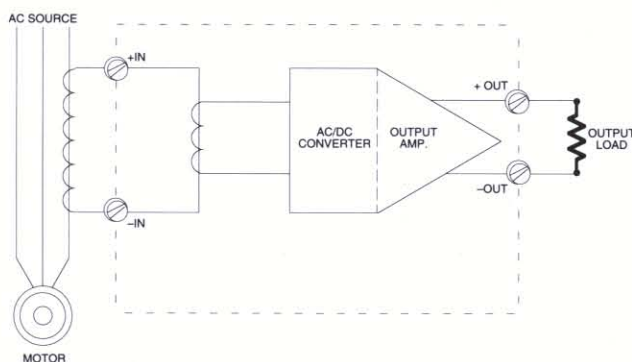 AC SOURCE
+IN
+ OUT
AC/DC
CONVERTER
OUTPUT
AMP.
OUTPUT
LOAD
–OUT
–IN
MOTOR